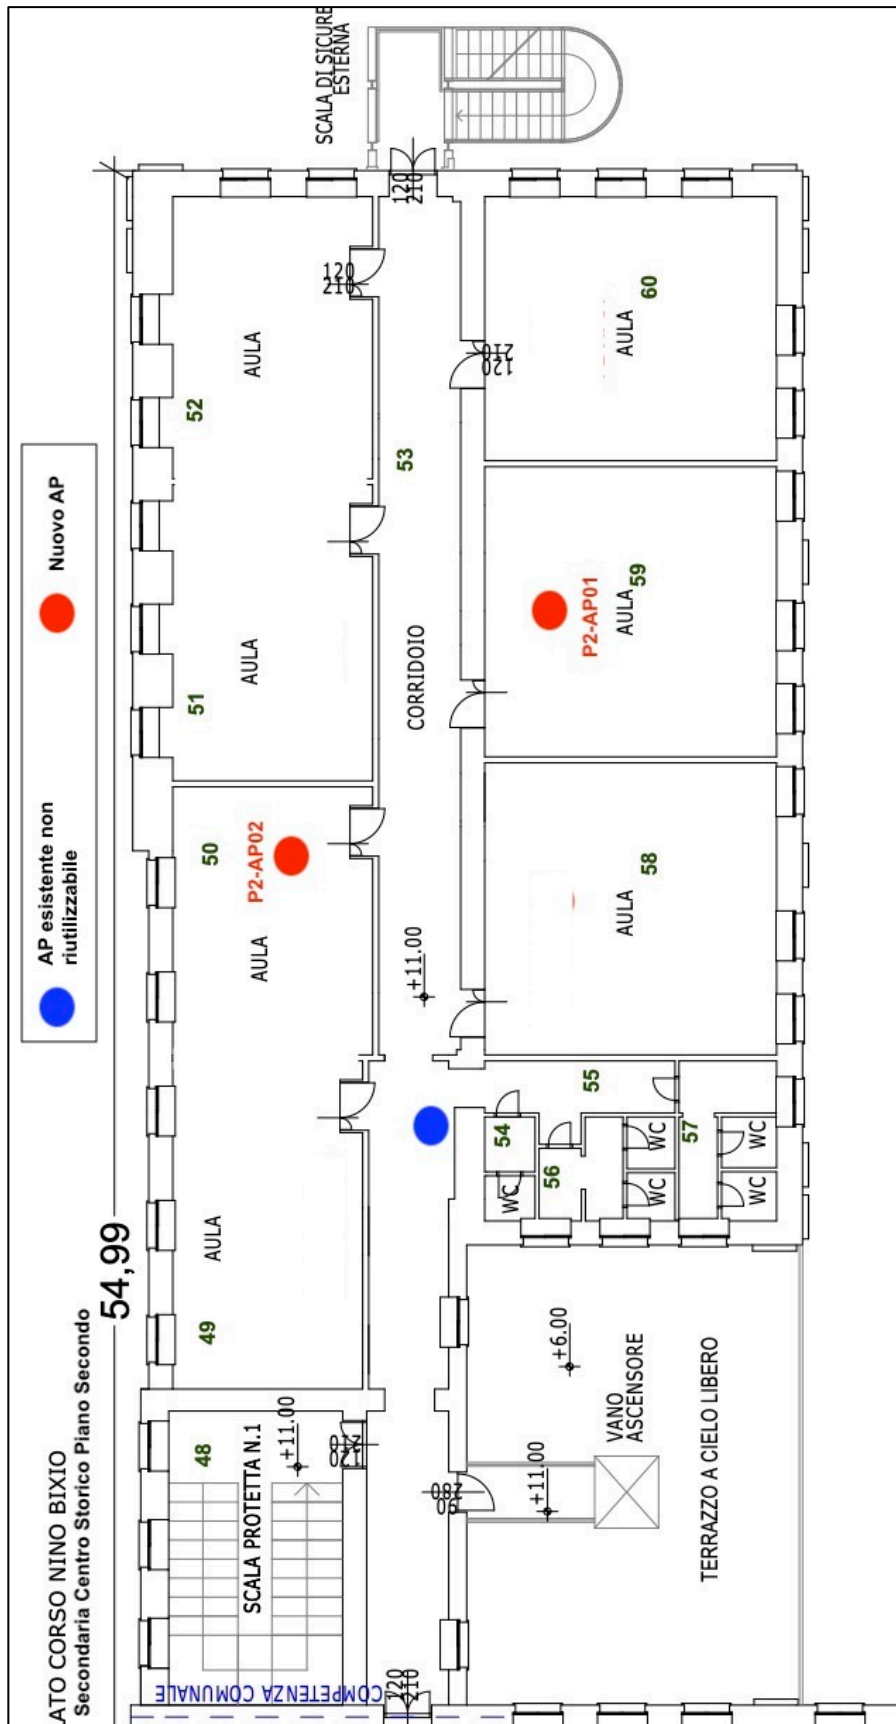 LATO CORSO NINO BIXIO
Secondaria Centro Storico Piano Secondo
54,99
AP esistente non
riutilizzabile
Nuovo AP
COMPETENZA COMUNALE
48
SCALA PROTETTA N.1
+11.00
120
210
120
210
49
AULA
AULA
50
P2-AP02
51
AULA
52
AULA
120
210
SCALA DI SICURE
ESTERNA
120
210
53
CORRIDOIO
+11.00
90
280
+11.00
+6.00
VANO
ASCENSORE
TERRAZZO A CIELO LIBERO
54
WC
56
55
WC
WC
57
WC
WC
AULA
58
P2-AP01
AULA
59
120
210
AULA
60